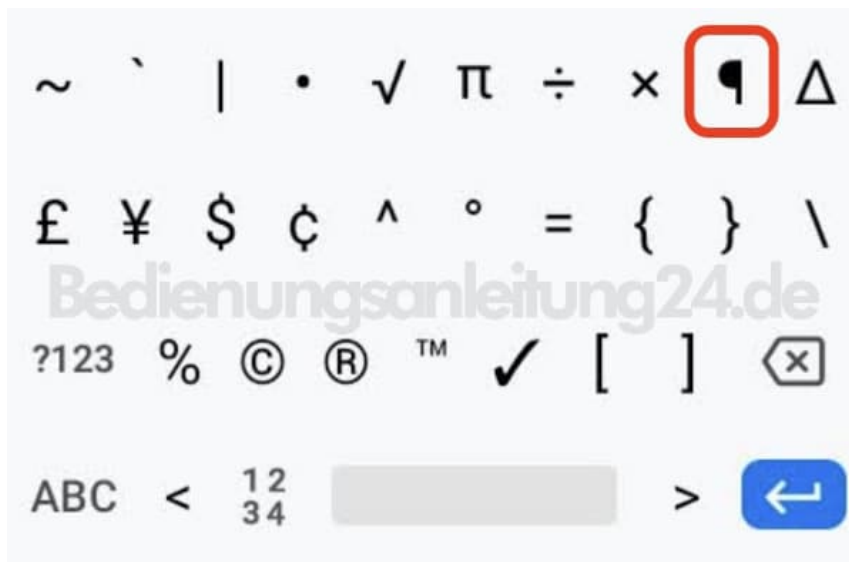 ~ ` | • √ π ÷ × ¶ Δ
£ ¥ $ ¢ ^ ° = { } \
Bedienungsanleitung24.de
?123 % © ® ™ ✓ [ ]
ABC < 12 34 >